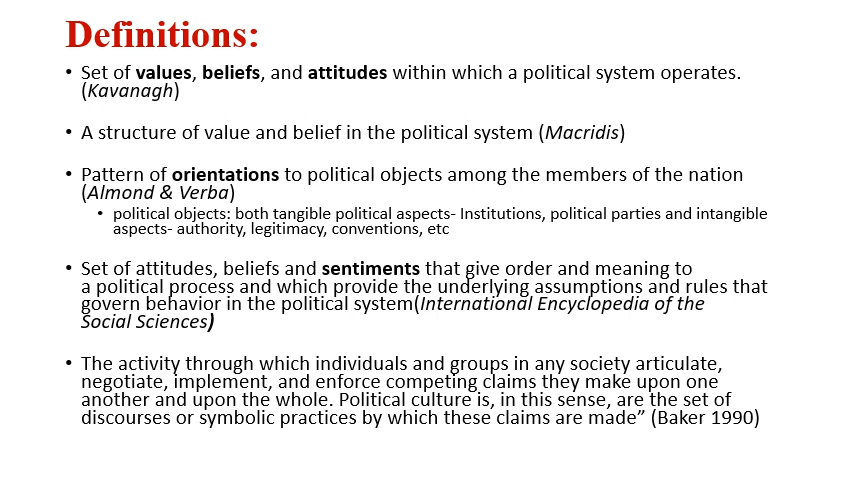 Definitions:
• Set of values, beliefs, and attitudes within which a political system operates.
(Kavanagh)
• A structure of value and belief in the political system (Macridis)
• Pattern of orientations to political objects among the members of the nation
(Almond & Verba)
• political objects: both tangible political aspects- Institutions, political parties and intangible
aspects- authority, legitimacy, conventions, etc
• Set of attitudes, beliefs and sentiments that give order and meaning to
a political process and which provide the underlying assumptions and rules that
govern behavior in the political system(International Encyclopedia of the
Social Sciences)
• The activity through which individuals and groups in any society articulate,
negotiate, implement, and enforce competing claims they make upon one
another and upon the whole. Political culture is, in this sense, are the set of
discourses or symbolic practices by which these claims are made” (Baker 1990)